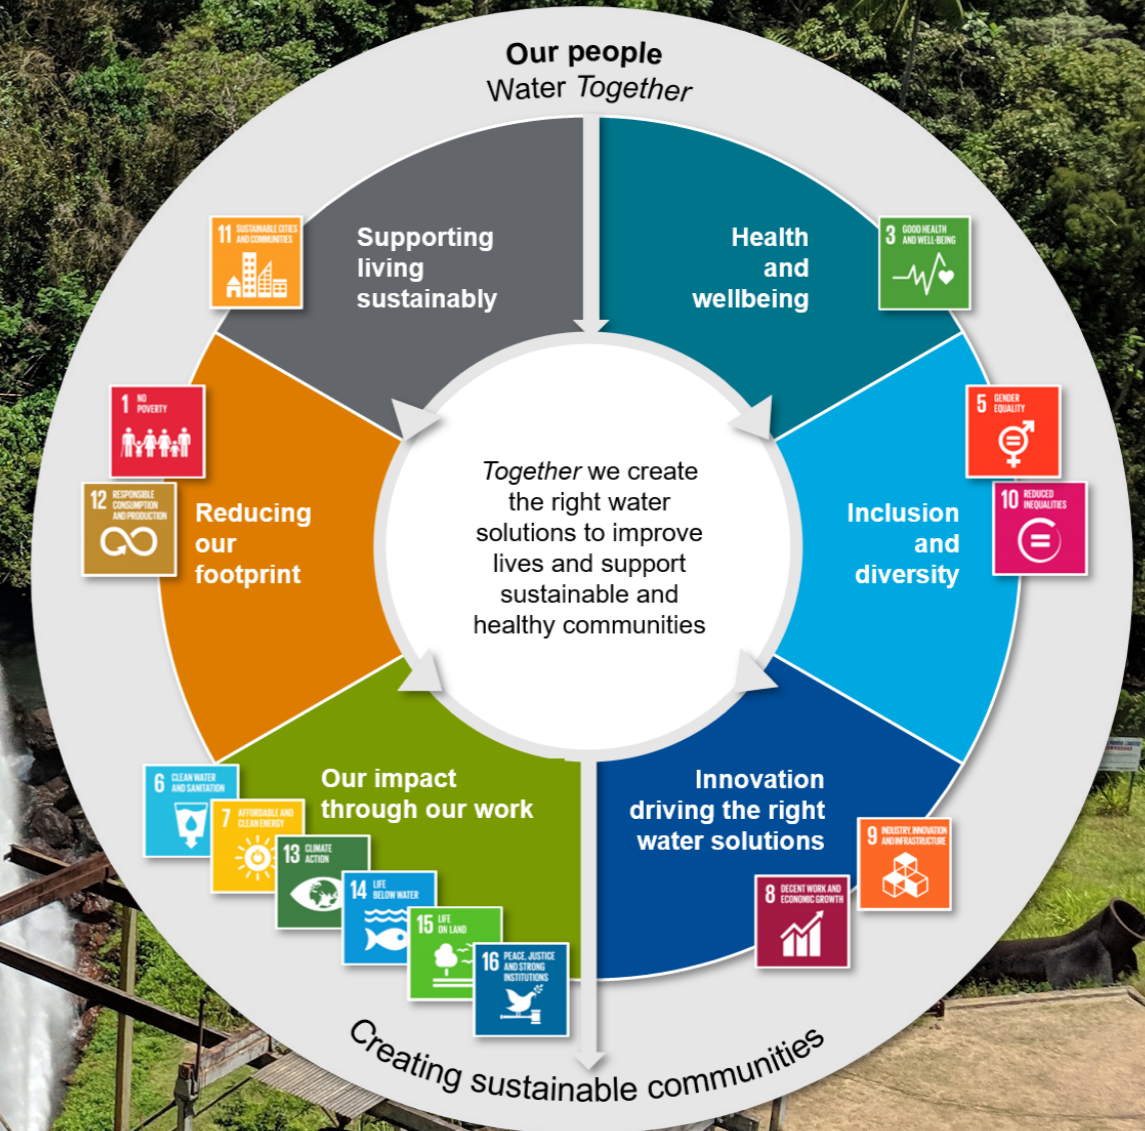 Our people
Water Together
Supporting
living
sustainably
Health
and
wellbeing
11 SUSTAINABLE CITIES
AND COMMUNITIES
3 GOOD HEALTH
AND WELL-BEING
1 NO
POVERTY
12 RESPONSIBLE
CONSUMPTION
AND PRODUCTION
Reducing
our
footprint
Together we create
the right water
solutions to improve
lives and support
sustainable and
healthy communities
Inclusion
and
diversity
5 GENDER
EQUALITY
10 REDUCED
INEQUALITIES
Our impact
through our work
6 CLEAN WATER
AND SANITATION
7 AFFORDABLE AND
CLEAN ENERGY
13 CLIMATE
ACTION
14 LIFE
BELOW WATER
15 LIFE
ON LAND
16 PEACE, JUSTICE
AND STRONG
INSTITUTIONS
Innovation
driving the right
water solutions
9 INDUSTRY, INNOVATION
AND INFRASTRUCTURE
8 DECENT WORK AND
ECONOMIC GROWTH
Creating sustainable communities